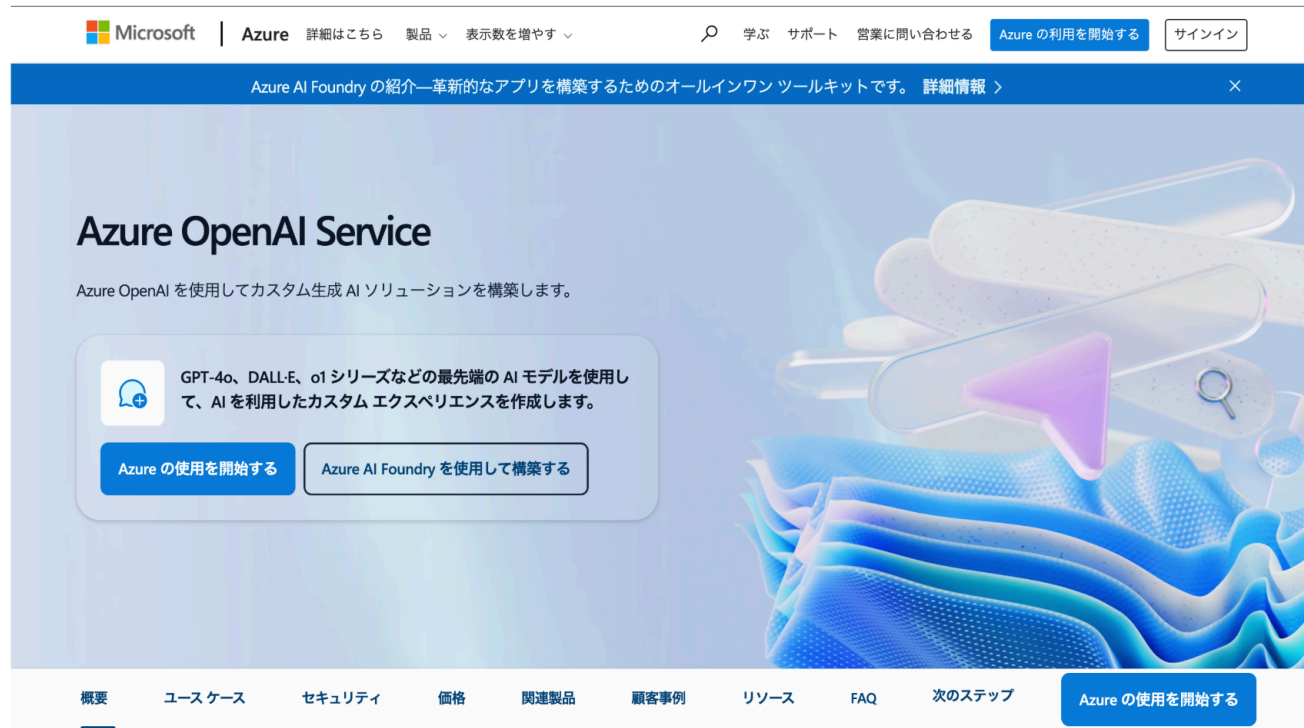 Microsoft Azure 詳細はこちら 製品 表示数を増やす 学ぶ サポート 営業に問い合わせる Azure の利用を開始する サインイン
Azure AI Foundry の紹介—革新的なアプリを構築するためのオールインワン ツールキットです。 詳細情報
Azure OpenAI Service
Azure OpenAI を使用してカスタム生成 AI ソリューションを構築します。
GPT-4o、DALL·E、o1 シリーズなどの最先端の AI モデルを使用し
て、AI を利用したカスタム エクスペリエンスを作成します。
Azure の使用を開始する Azure AI Foundry を使用して構築する
概要 ユース ケース セキュリティ 価格 関連製品 顧客事例 リソース FAQ 次のステップ Azure の使用を開始する